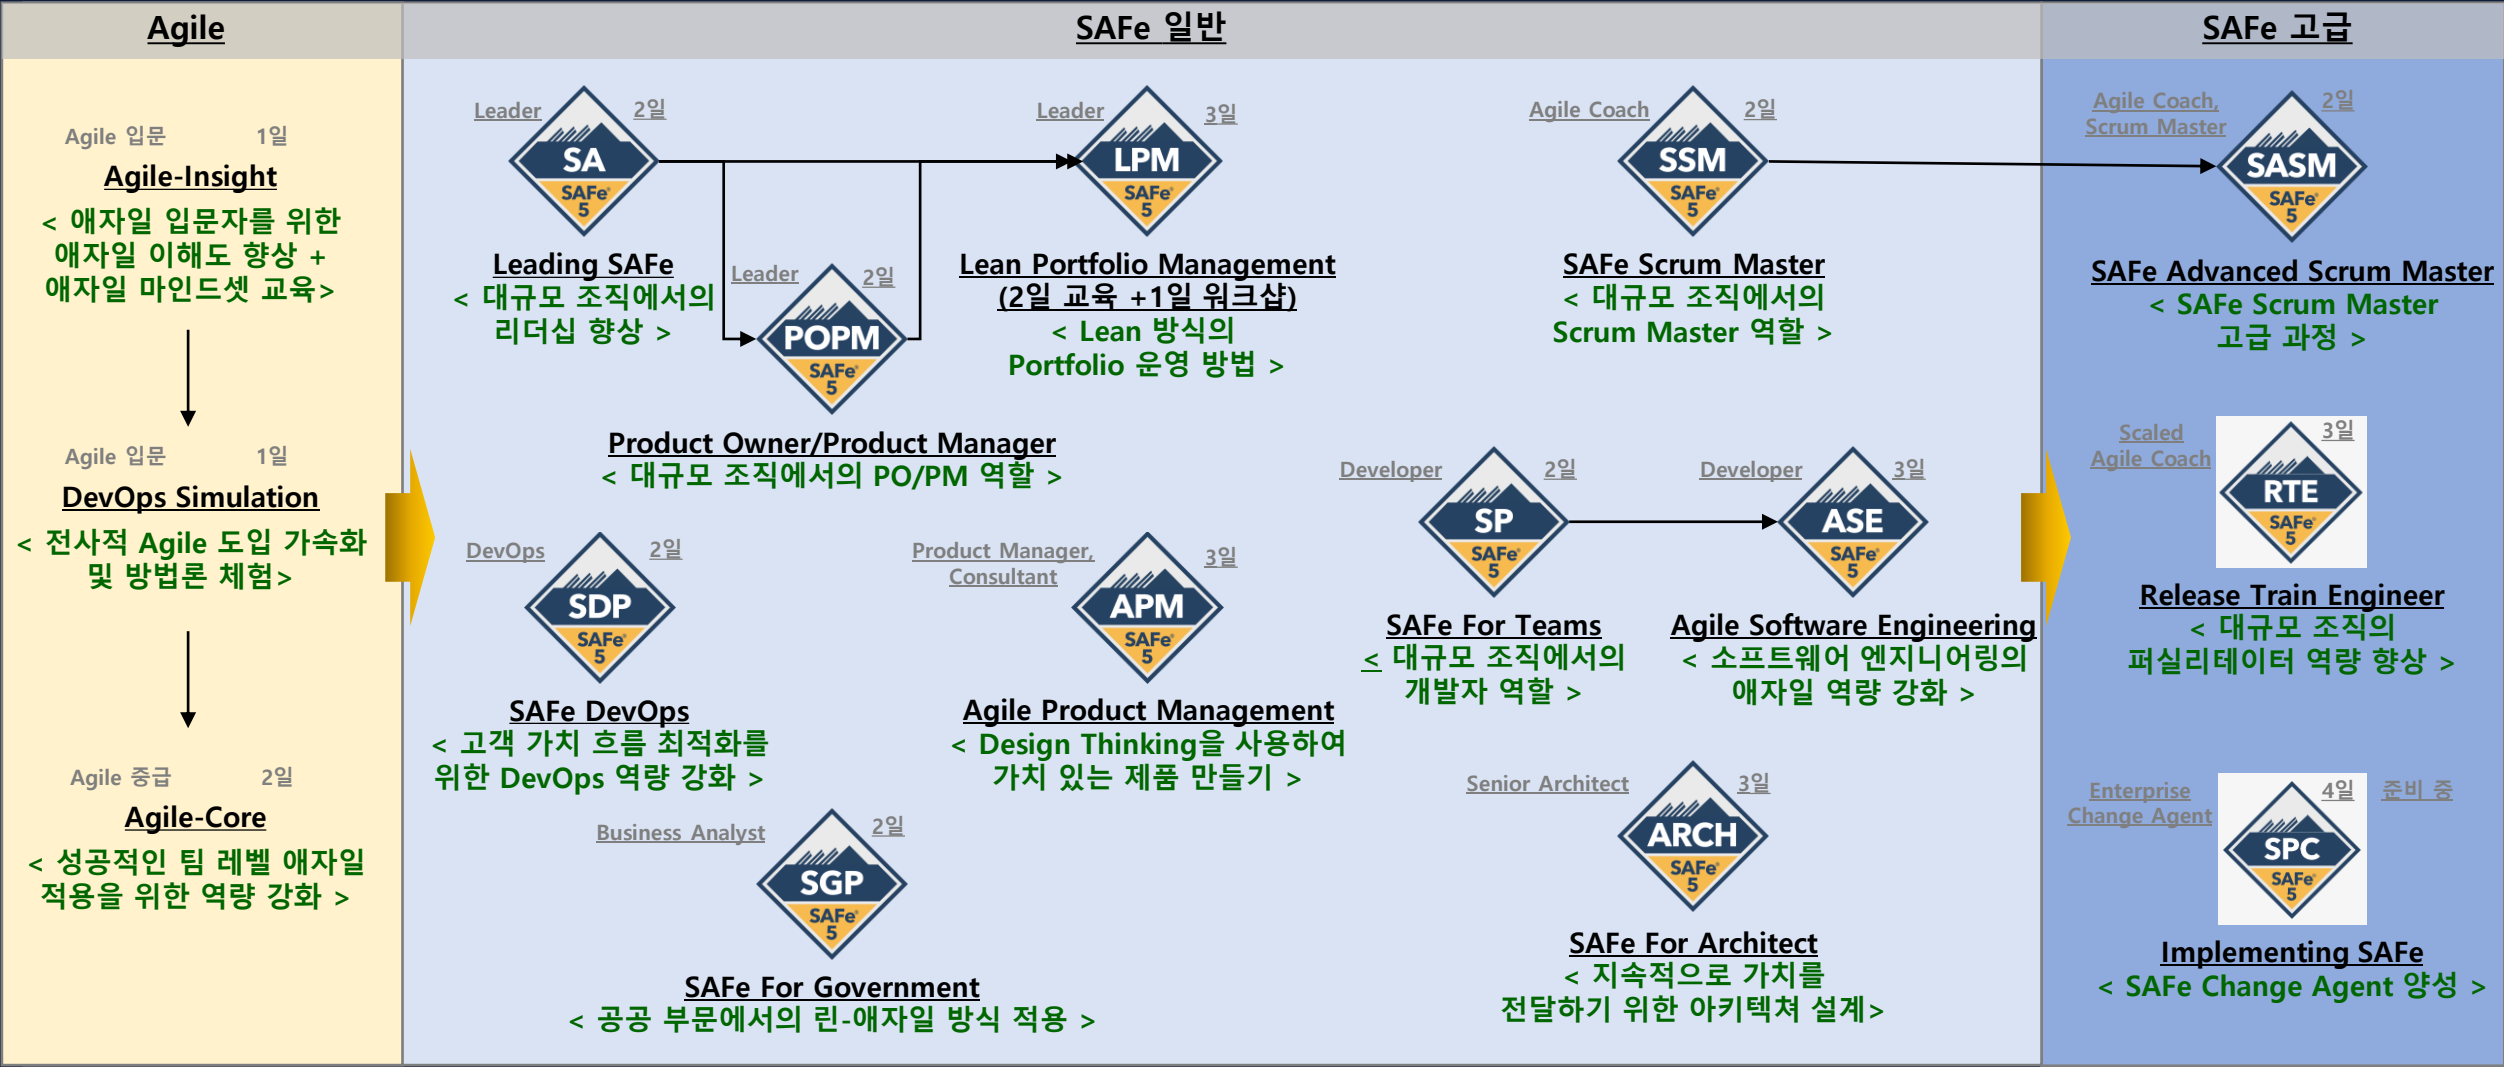 Agile
SAFe 일반
SAFe 고급
Agile 입문 1일
Agile-Insight
< 애자일 입문자를 위한
애자일 이해도 향상 +
애자일 마인드셋 교육>
Agile 입문 1일
DevOps Simulation
< 전사적 Agile 도입 가속화
및 방법론 체험>
Agile 중급 2일
Agile-Core
< 성공적인 팀 레벨 애자일
적용을 위한 역량 강화 >
Leader 2일
SA
SAFe®
5
Leading SAFe
< 대규모 조직에서의
리더십 향상 >
Leader 2일
POPM
SAFe®
5
Product Owner/Product Manager
< 대규모 조직에서의 PO/PM 역할 >
Leader 3일
LPM
SAFe®
5
Lean Portfolio Management
(2일 교육 +1일 워크샵)
< Lean 방식의
Portfolio 운영 방법 >
Agile Coach 2일
SSM
SAFe®
5
SAFe Scrum Master
< 대규모 조직에서의
Scrum Master 역할 >
DevOps 2일
SDP
SAFe®
5
SAFe DevOps
< 고객 가치 흐름 최적화를
위한 DevOps 역량 강화 >
Product Manager,
Consultant
3일
APM
SAFe®
5
Agile Product Management
< Design Thinking을 사용하여
가치 있는 제품 만들기 >
Developer 2일
SP
SAFe®
5
SAFe For Teams
< 대규모 조직에서의
개발자 역할 >
Developer 3일
ASE
SAFe®
5
Agile Software Engineering
< 소프트웨어 엔지니어링의
애자일 역량 강화 >
Business Analyst 2일
SGP
SAFe®
5
SAFe For Government
< 공공 부문에서의 린-애자일 방식 적용 >
Senior Architect 3일
ARCH
SAFe®
5
SAFe For Architect
< 지속적으로 가치를
전달하기 위한 아키텍쳐 설계>
Agile Coach,
Scrum Master
2일
SASM
SAFe®
5
SAFe Advanced Scrum Master
< SAFe Scrum Master
고급 과정 >
Scaled
Agile Coach
3일
RTE
SAFe®
5
Release Train Engineer
< 대규모 조직의
퍼실리테이터 역량 향상 >
Enterprise
Change Agent
4일 준비 중
SPC
SAFe®
5
Implementing SAFe
< SAFe Change Agent 양성 >